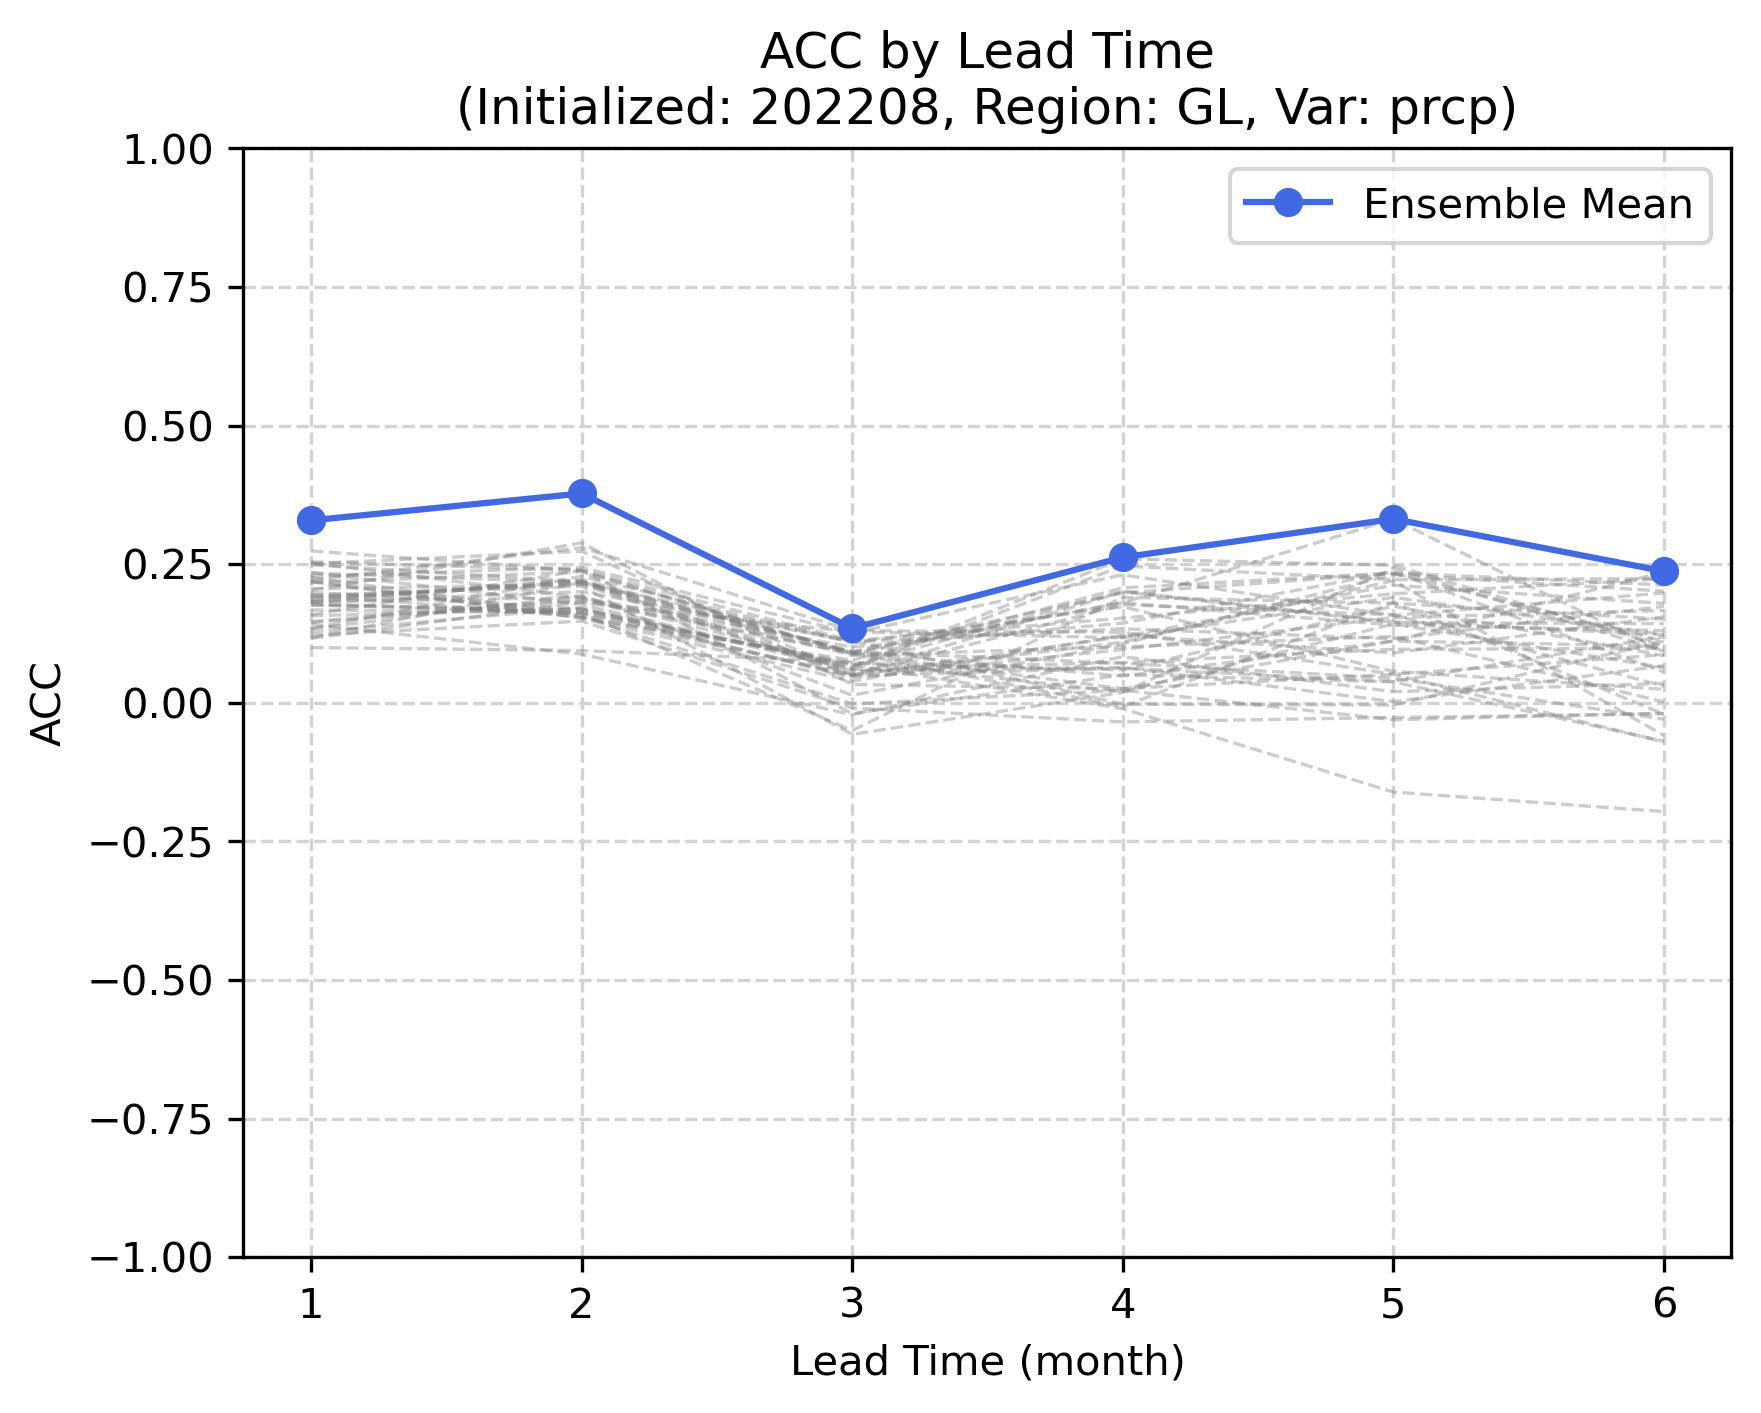 ACC by Lead Time
(Initialized: 202208, Region: GL, Var: prcp)
Ensemble Mean
ACC
1.00
0.75
0.50
0.25
0.00
−0.25
−0.50
−0.75
−1.00
1 2 3 4 5 6
Lead Time (month)